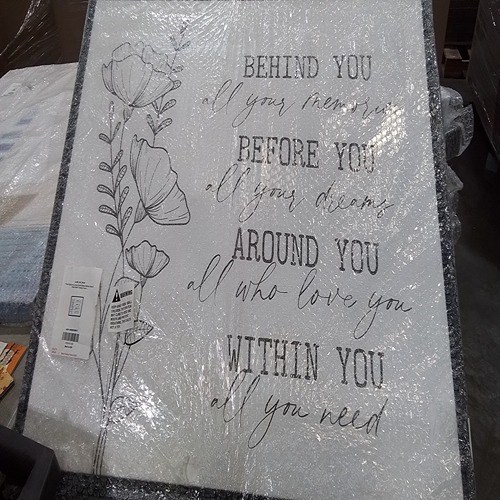 BEHIND YOU
all your memories
BEFORE YOU
all your dreams
AROUND YOU
all who love you
WITHIN YOU
all you need
WARNING